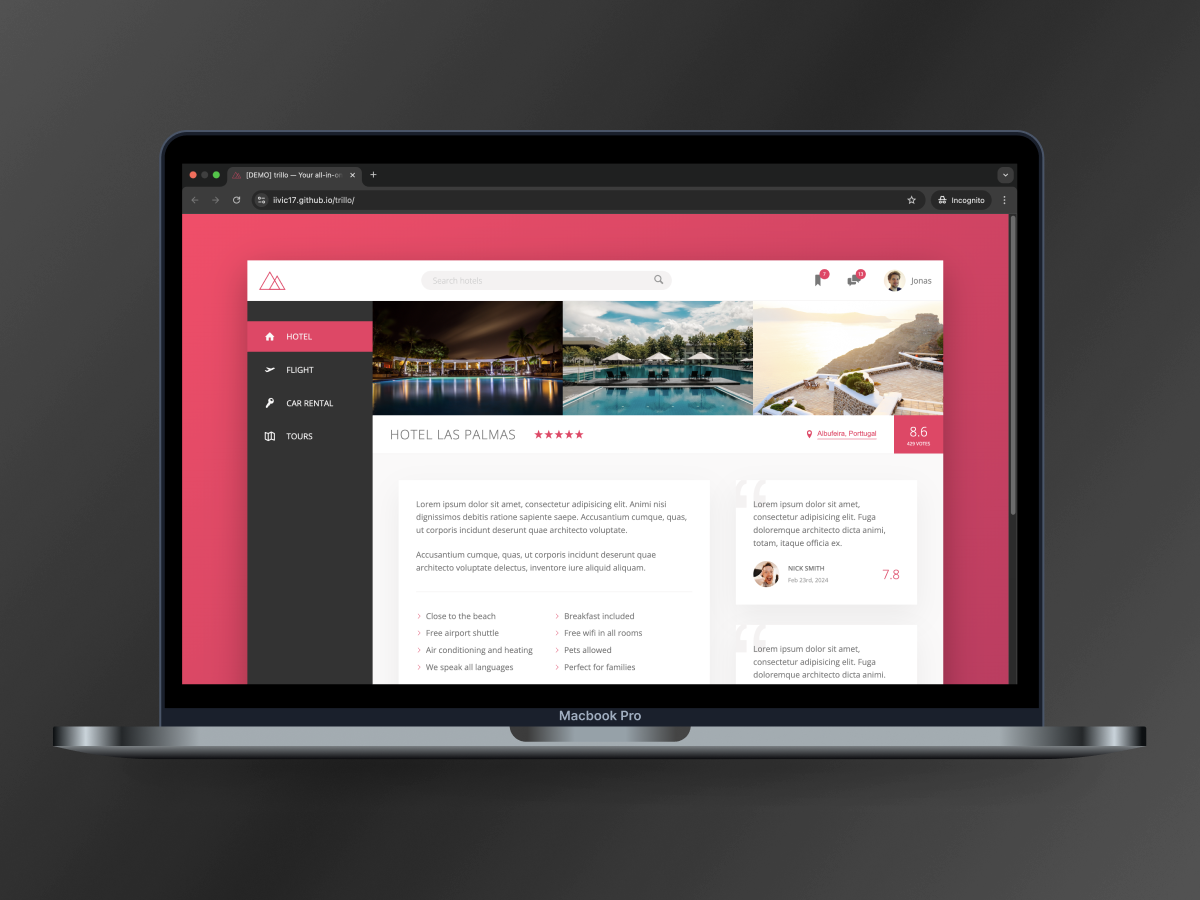 [DEMO] trillo — Your all-in-on
iivic17.github.io/trillo/
Incognito
Search hotels
7
13
Jonas
HOTEL
FLIGHT
CAR RENTAL
TOURS
HOTEL LAS PALMAS
Albufeira, Porttugal
8.6
429 VOTES
Lorem ipsum dolor sit amet, consectetur adipisicing elit. Animi nisi
dignissimos debitis ratione sapiente saepe. Accusantium cumque, quas,
ut corporis incidunt deserunt quae architecto voluptate.
Accusantium cumque, quas, ut corporis incidunt deserunt quae
architecto voluptate delectus, inventore iure aliquid aliquam.
Close to the beach
Breakfast included
Free airport shuttle
Free wifi in all rooms
Air conditioning and heating
Pets allowed
We speak all languages
Perfect for families
Lorem ipsum dolor sit amet,
consectetur adipisicing elit. Fuga
doloremque architecto dicta animi,
totam, itaque officia ex.
NICK SMITH
Feb 23rd, 2024
7.8
Lorem ipsum dolor sit amet,
consectetur adipisicing elit. Fuga
doloremque architecto dicta animi.
Macbook Pro